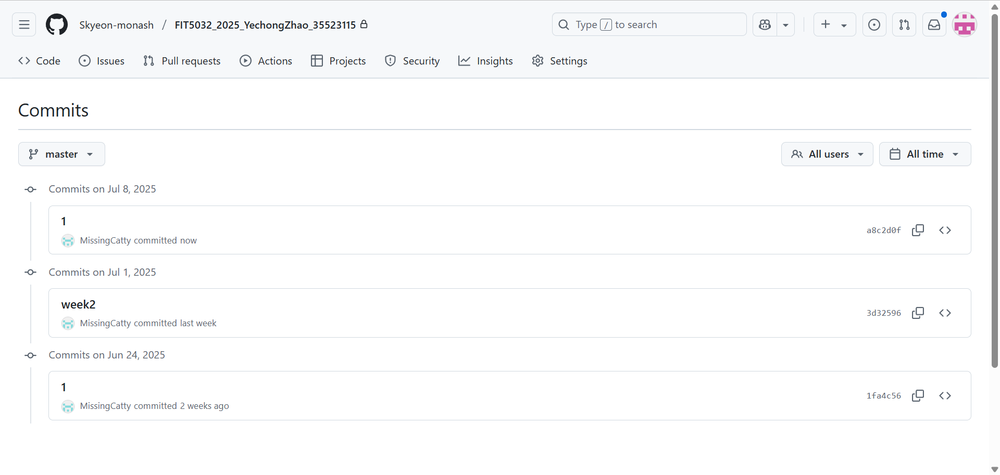 Skyeon-monash / FIT5032_2025_YechongZhao_35523115
Type / to search
Code Issues Pull requests Actions Projects Security Insights Settings
Commits
master
All users All time
Commits on Jul 8, 2025
1
MissingCatty committed now
a8c2d0f
Commits on Jul 1, 2025
week2
MissingCatty committed last week
3d32596
Commits on Jun 24, 2025
1
MissingCatty committed 2 weeks ago
1fa4c56